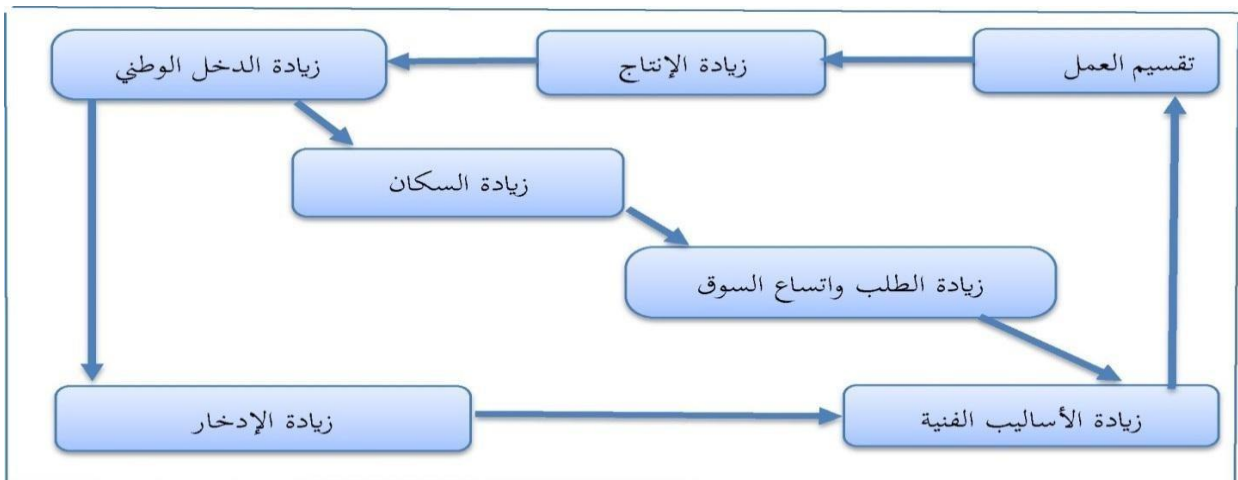 تقسيم العمل
زيادة الإنتاج
زيادة الدخل الوطني
زيادة السكان
زيادة الطلب واتساع السوق
زيادة الأساليب الفنية
زيادة الإدخار